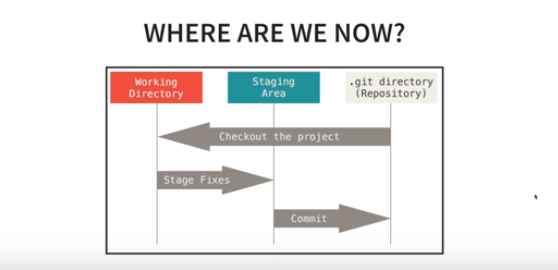 WHERE ARE WE NOW?
Working
Directory
Staging
Area
.git directory
(Repository)
Checkout the project
Stage Fixes
Commit